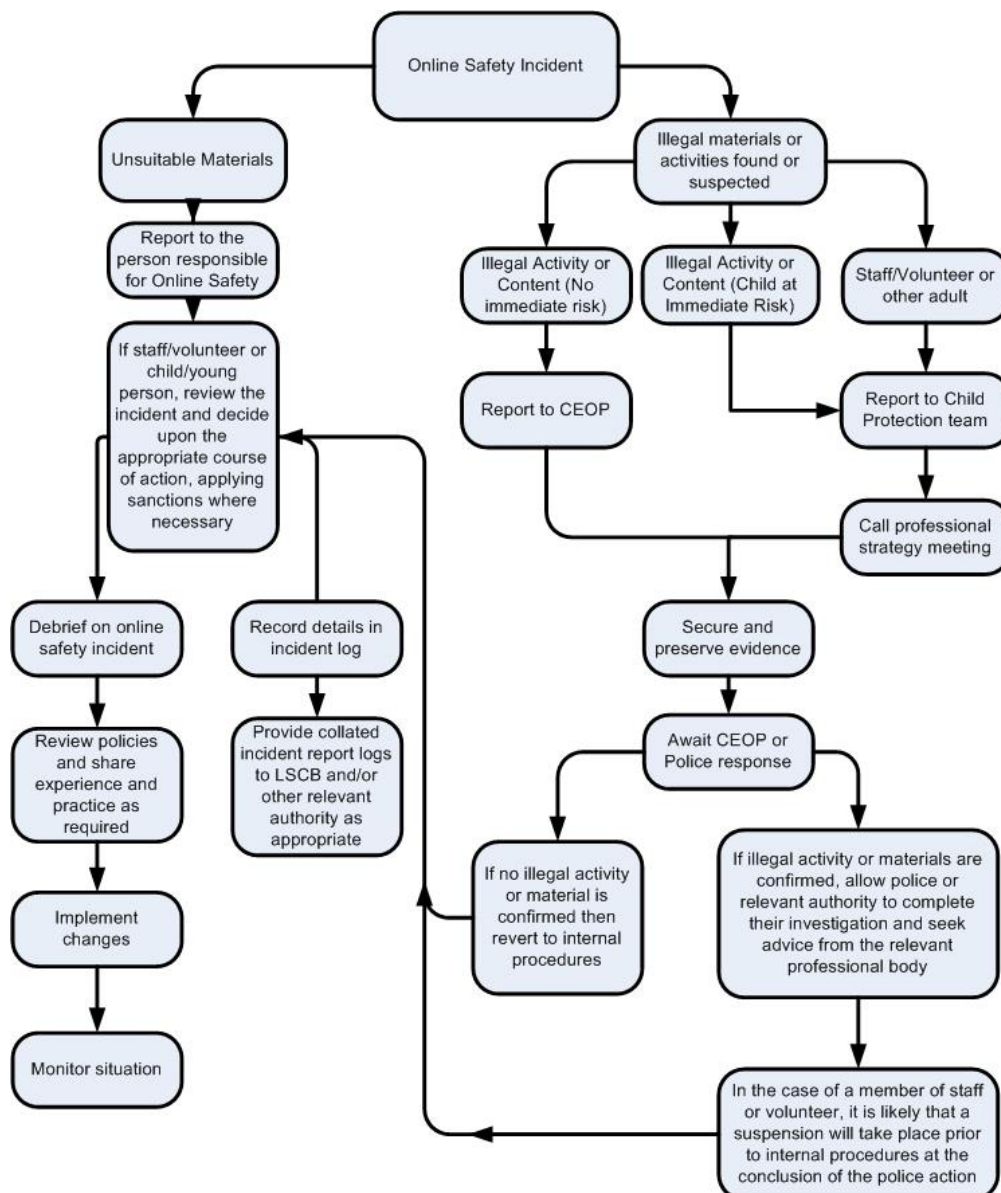 Online Safety Incident
Unsuitable Materials
Report to the
person responsible
for Online Safety
If staff/volunteer or
child/young
person, review the
incident and decide
upon the
appropriate course
of action, applying
sanctions where
necessary
Debrief on online
safety incident
Review policies
and share
experience and
practice as
required
Implement
changes
Monitor situation
Record details in
incident log
Provide collated
incident report logs
to LSCB and/or
other relevant
authority as
appropriate
Illegal materials or
activities found or
suspected
Illegal Activity or
Content (No
immediate risk)
Illegal Activity or
Content (Child at
Immediate Risk)
Staff/Volunteer or
other adult
Report to CEOP
Report to Child
Protection team
Call professional
strategy meeting
Secure and
preserve evidence
Await CEOP or
Police response
If no illegal activity
or material is
confirmed then
revert to internal
procedures
If illegal activity or materials are
confirmed, allow police or
relevant authority to complete
their investigation and seek
advice from the relevant
professional body
In the case of a member of staff
or volunteer, it is likely that a
suspension will take place prior
to internal procedures at the
conclusion of the police action